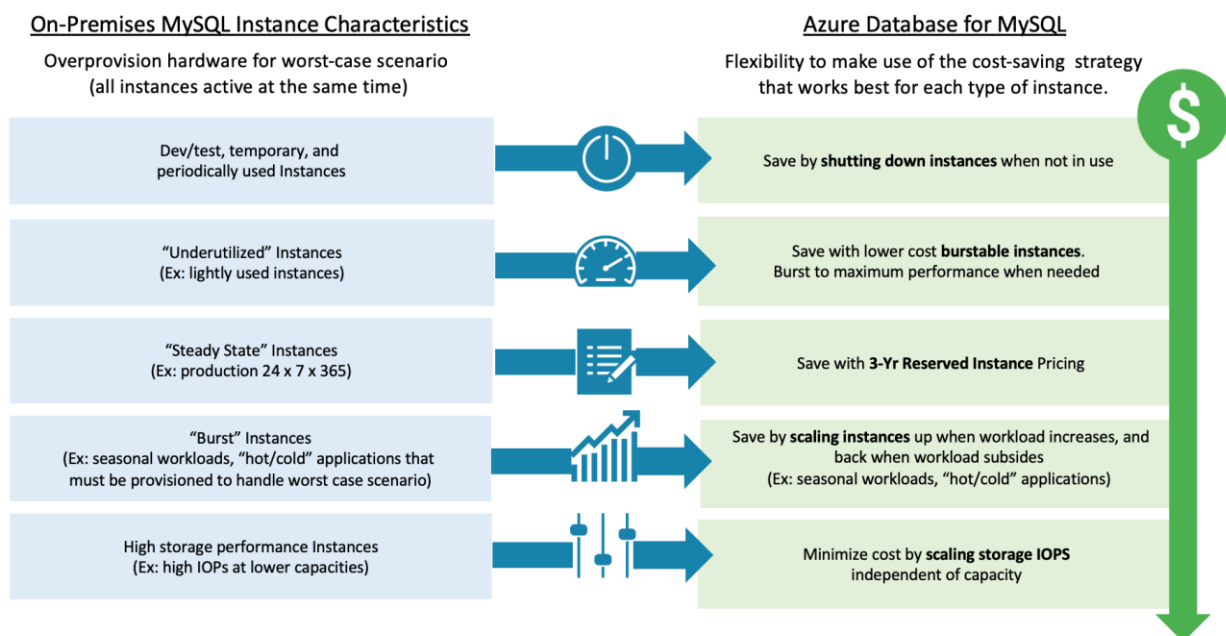 On-Premises MySQL Instance Characteristics
Overprovision hardware for worst-case scenario
(all instances active at the same time)
Azure Database for MySQL
Flexibility to make use of the cost-saving strategy
that works best for each type of instance.
$
Dev/test, temporary, and
periodically used Instances
Save by shutting down instances when not in use
“Underutilized” Instances
(Ex: lightly used instances)
Save with lower cost burstable instances.
Burst to maximum performance when needed
“Steady State” Instances
(Ex: production 24 x 7 x 365)
Save with 3-Yr Reserved Instance Pricing
“Burst” Instances
(Ex: seasonal workloads, “hot/cold” applications that
must be provisioned to handle worst case scenario)
Save by scaling instances up when workload increases, and
back when workload subsides
(Ex: seasonal workloads, “hot/cold” applications)
High storage performance Instances
(Ex: high IOPs at lower capacities)
Minimize cost by scaling storage IOPS
independent of capacity